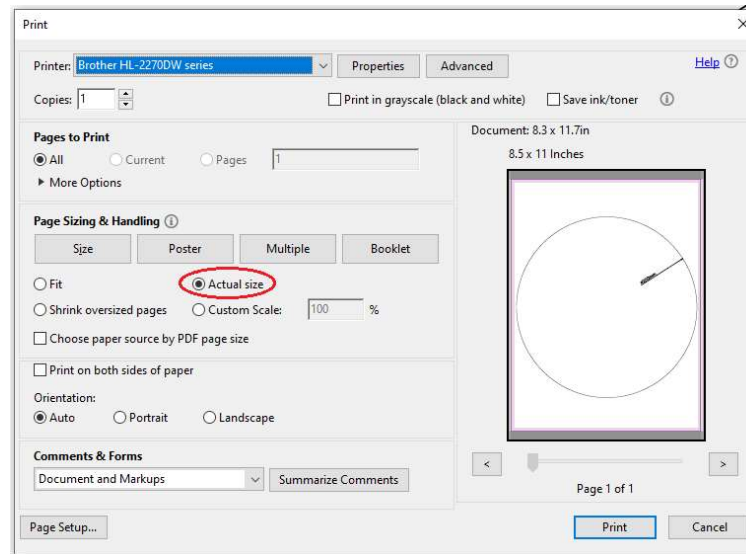 Print
Printer: Brother HL-2270DW series Properties Advanced Help
Copies: 1 Print in grayscale (black and white) Save ink/toner
Pages to Print
All Current Pages 1
More Options
Page Sizing & Handling
Size Poster Multiple Booklet
Fit Actual size
Shrink oversized pages Custom Scale: 100 %
Choose paper source by PDF page size
Print on both sides of paper
Orientation:
Auto Portrait Landscape
Comments & Forms
Document and Markups Summarize Comments
Page Setup...
Document: 8.3 x 11.7in
8.5 x 11 Inches
< >
Page 1 of 1
Print Cancel